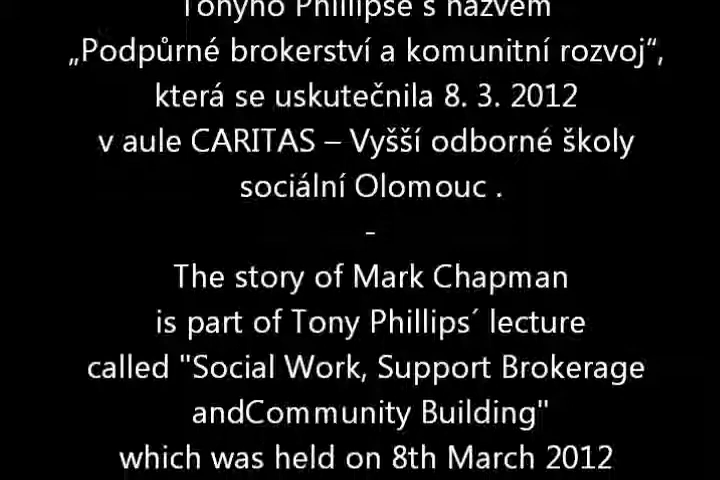 Tonyho Phillipse s názvem
„Podpůrné brokerství a komunitní rozvoj“,
která se uskutečnila 8. 3. 2012
v aule CARITAS – Vyšší odborné školy
sociální Olomouc .
-
The story of Mark Chapman
is part of Tony Phillips´ lecture
called "Social Work, Support Brokerage
andCommunity Building"
which was held on 8th March 2012